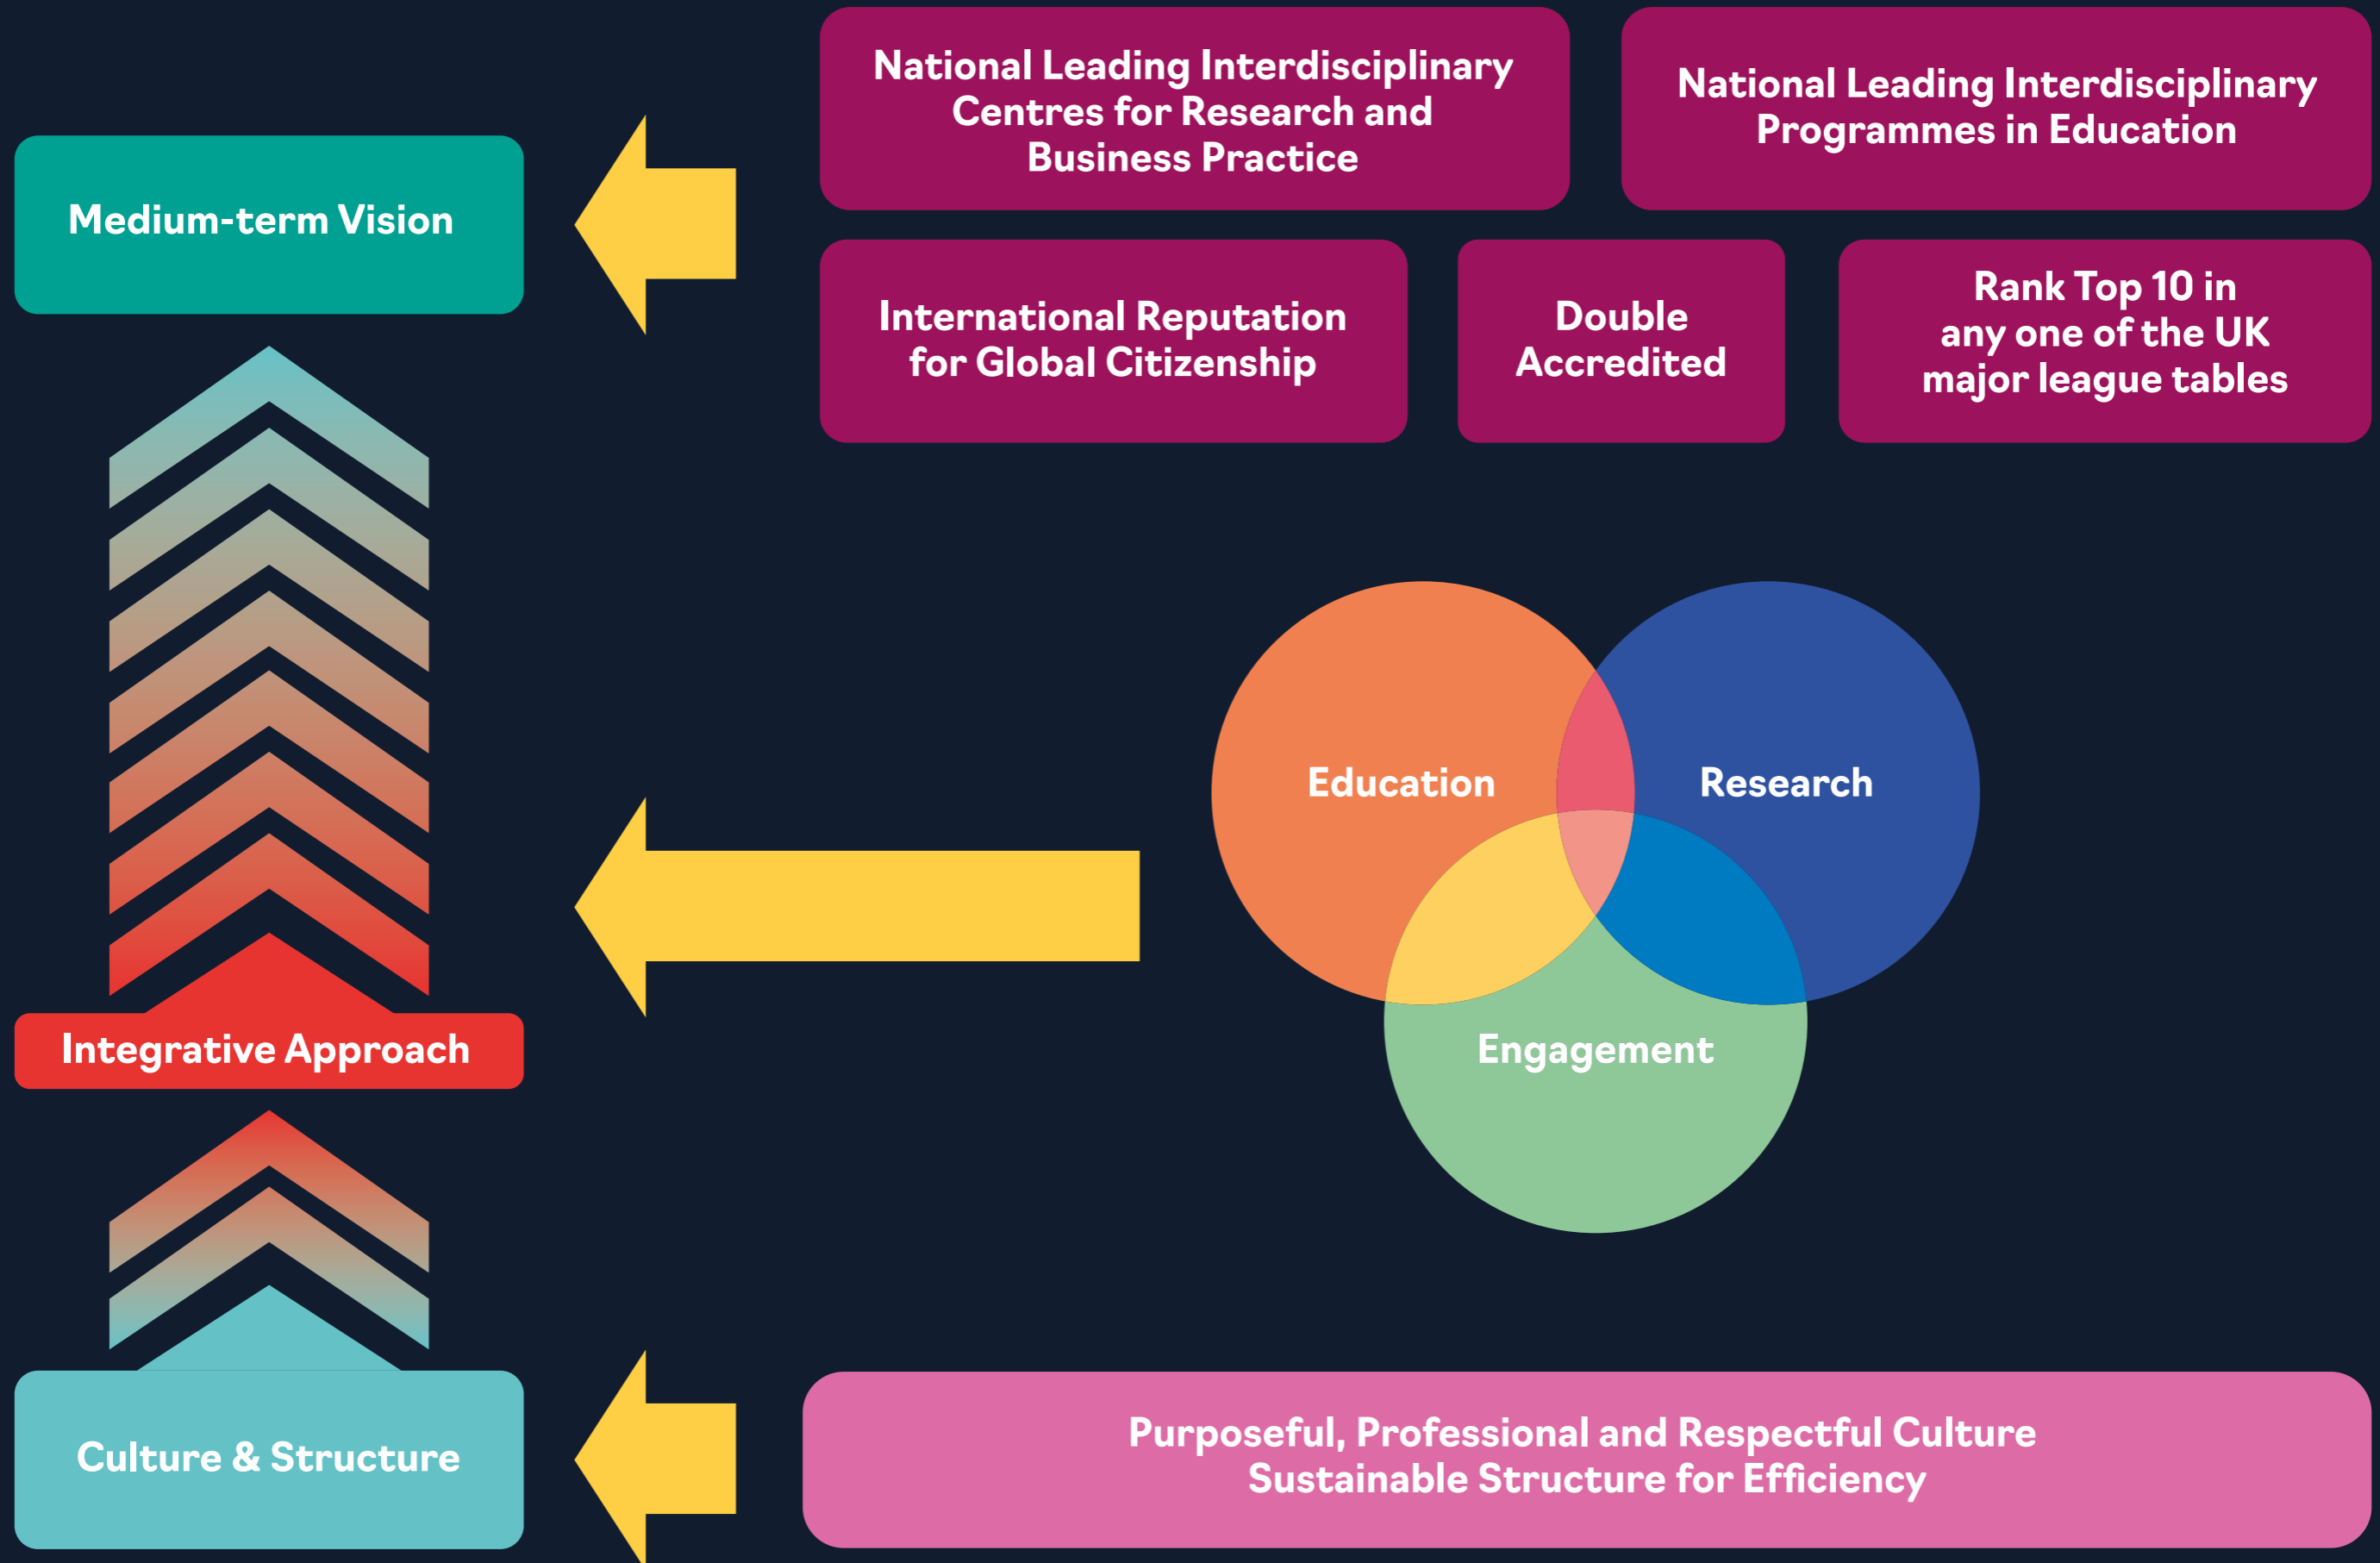 National Leading Interdisciplinary
Centres for Research and
Business Practice
National Leading Interdisciplinary
Programmes in Education
Medium-term Vision
International Reputation
for Global Citizenship
Double
Accredited
Rank Top 10 in
any one of the UK
major league tables
Education
Research
Integrative Approach
Engagement
Culture & Structure
Purposeful, Professional and Respectful Culture
Sustainable Structure for Efficiency